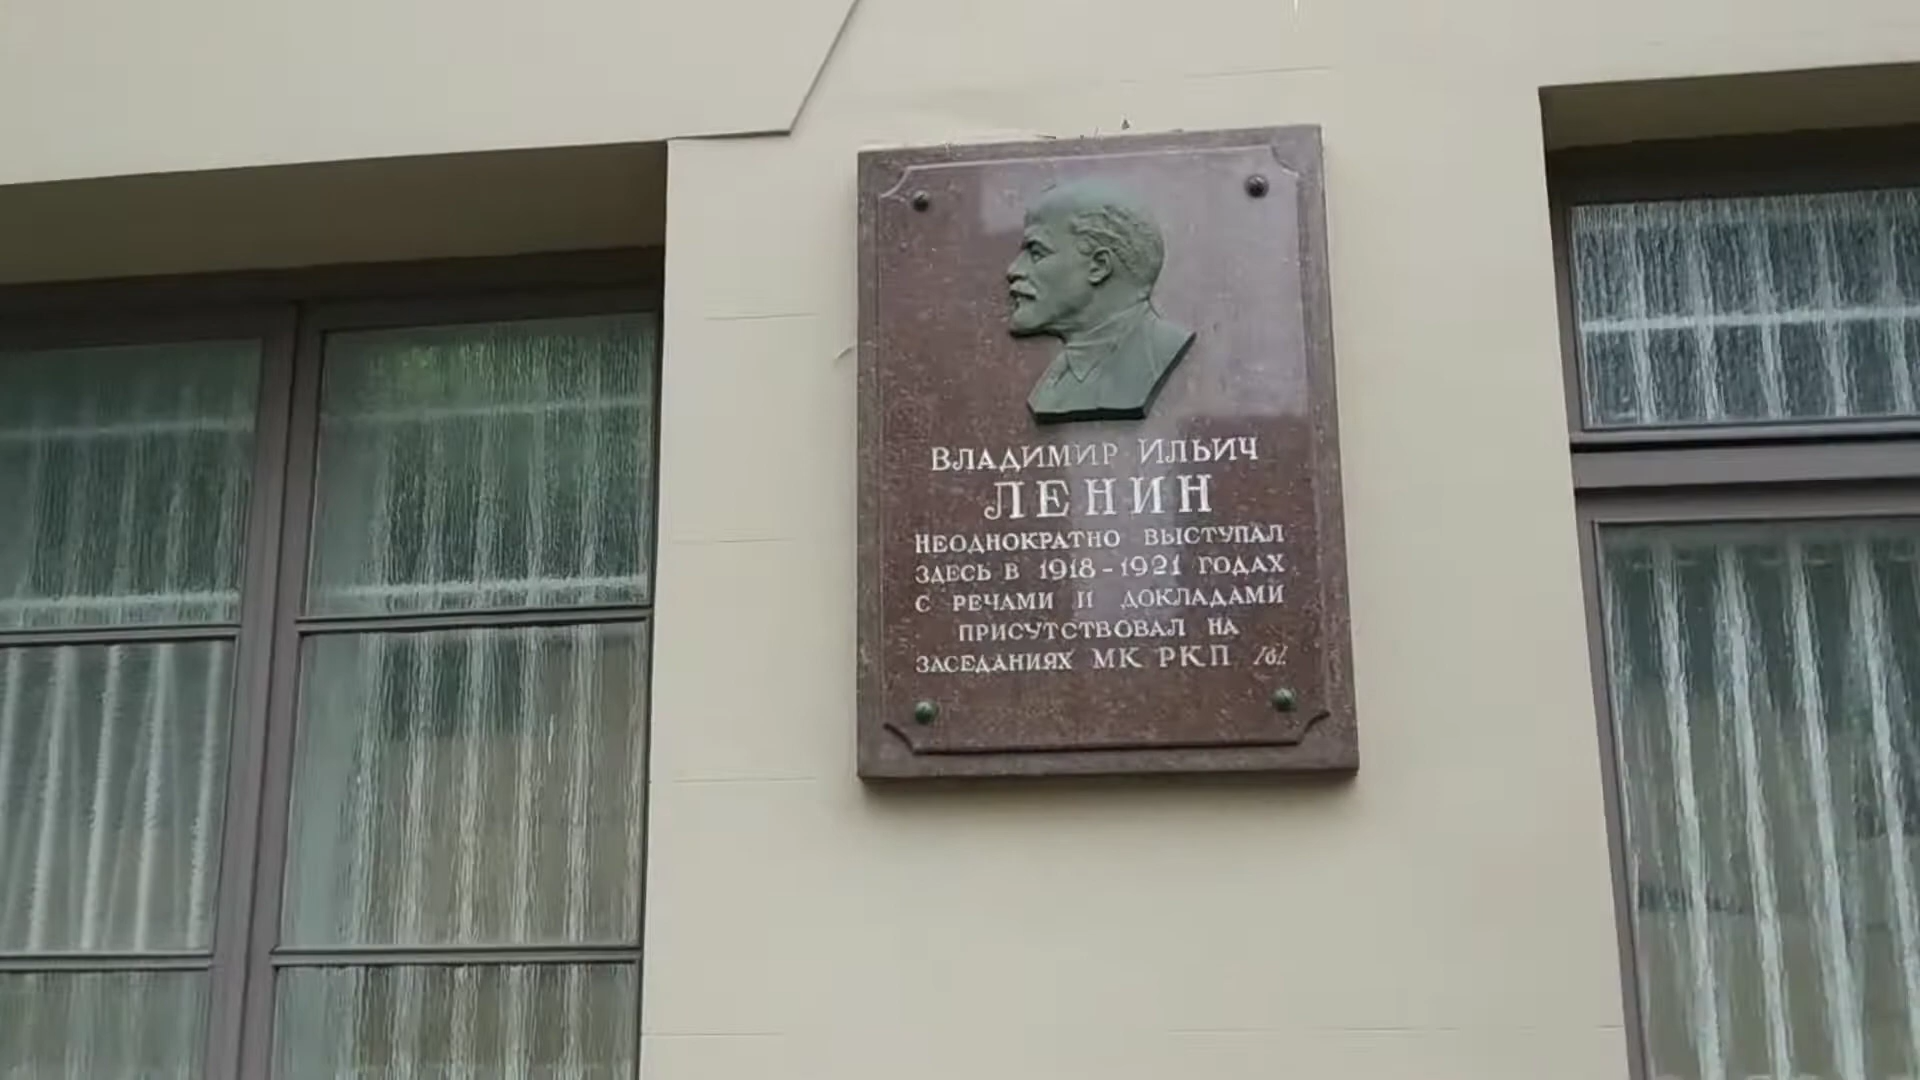 ВЛАДИМИР ИЛЬИЧ
ЛЕНИН
НЕОДНОКРАТНО ВЫСТУПАЛ
ЗДЕСЬ В 1918-1921 ГОДАХ
С РЕЧАМИ И ДОКЛАДАМИ
ПРИСУТСТВОВАЛ НА
ЗАСЕДАНИЯХ МК РКП /б/